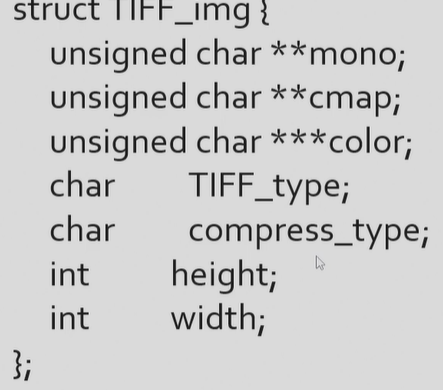 struct TIFF_img {
unsigned char **mono;
unsigned char **cmap;
unsigned char ***color;
char TIFF_type;
char compress_type;
int height;
int width;
};